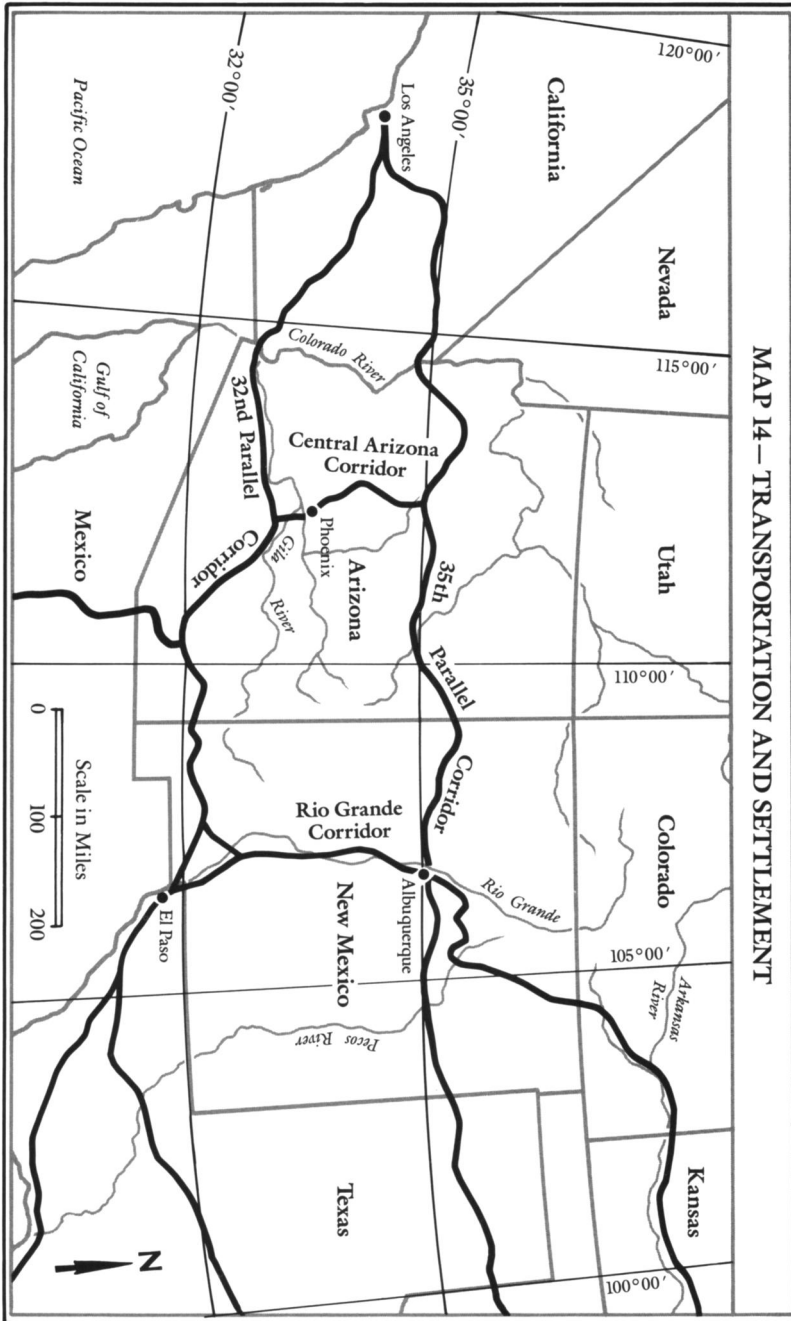 MAP 14—TRANSPORTATION AND SETTLEMENT
120°00′
115°00′
110°00′
105°00′
100°00′
California
Nevada
Utah
Colorado
Kansas
Arkansas
River
35°00′
Los Angeles
Colorado River
Central Arizona
Corridor
Phoenix
Arizona
35th
Parallel
Corridor
Albuquerque
Rio Grande
Rio Grande
Corridor
New Mexico
Pecos River
Texas
32°00′
32nd Parallel
Corridor
Gila
River
El Paso
Pacific Ocean
Gulf of
California
Mexico
0 100 200
Scale in Miles
N